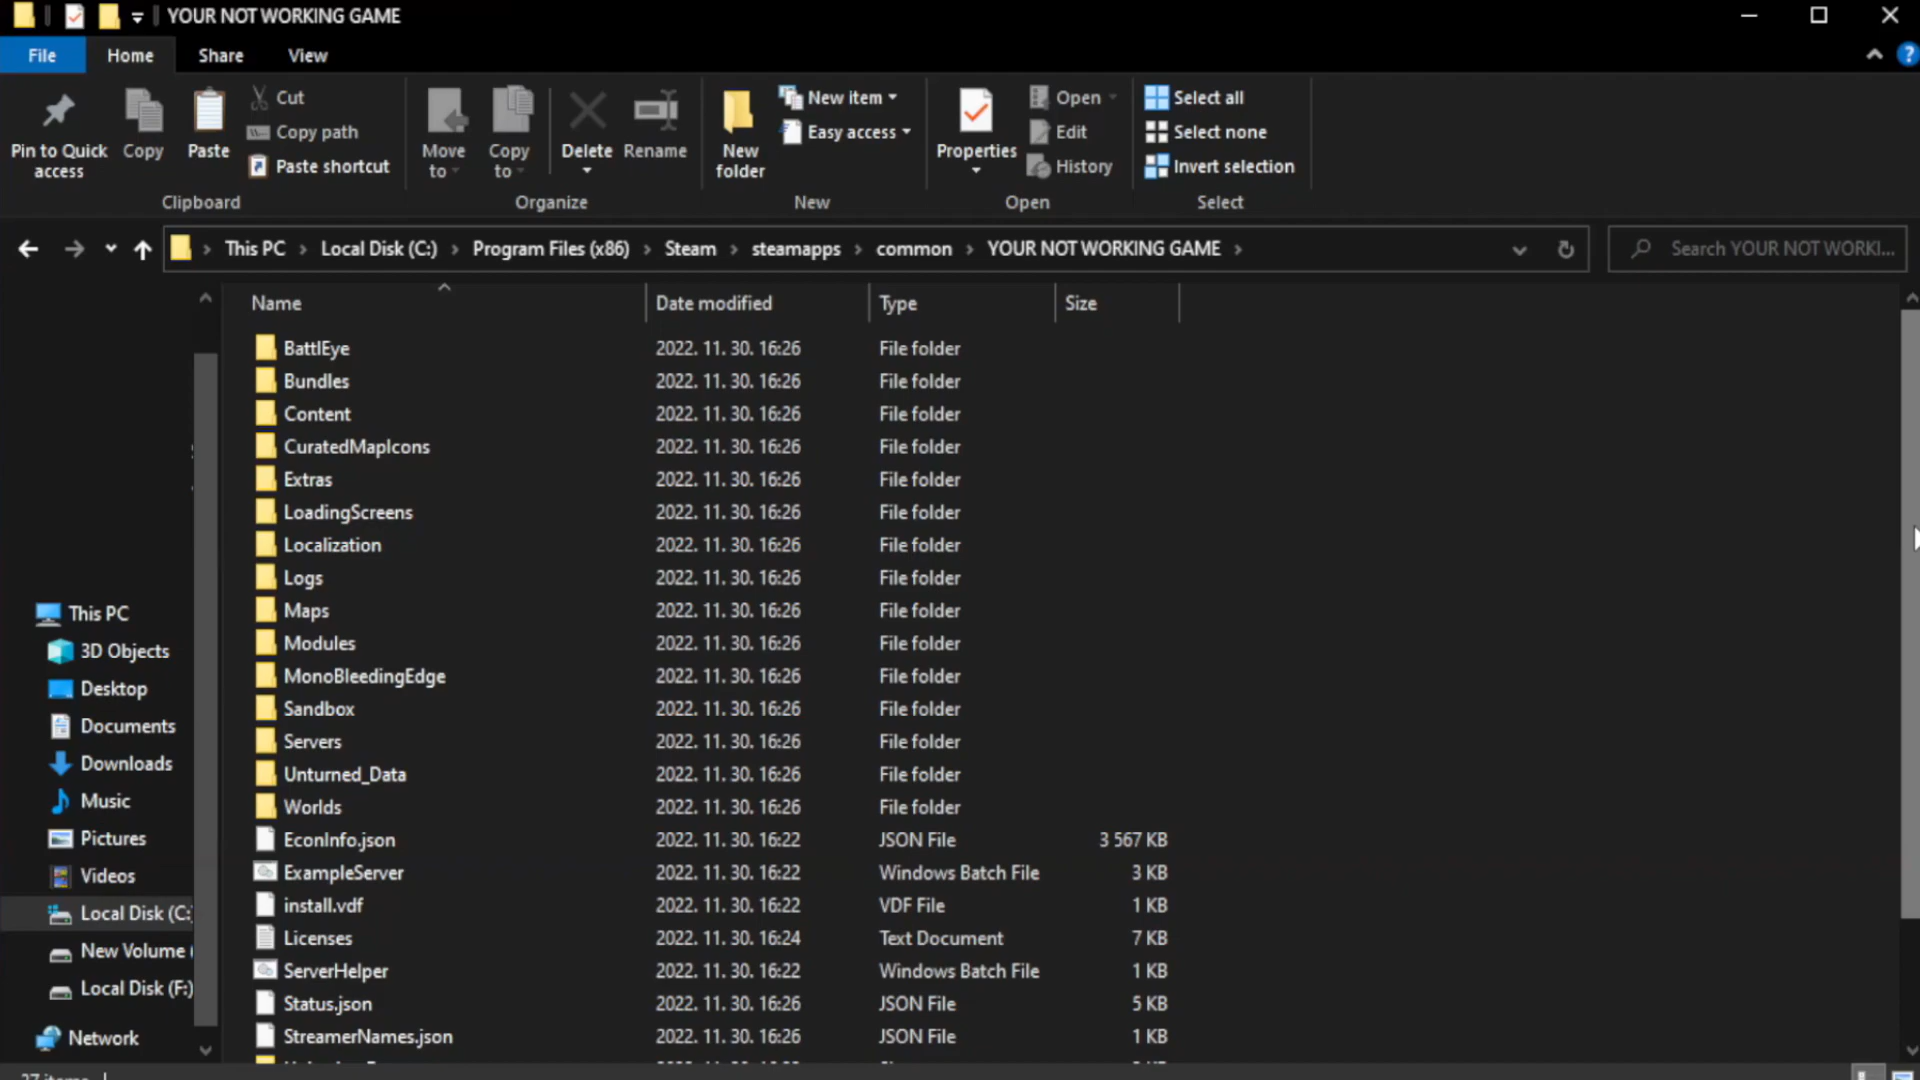 YOUR NOT WORKING GAME
File Home Share View
Pin to Quick access
Copy
Paste
Cut
Copy path
Paste shortcut
Clipboard
Move to
Copy to
Delete
Rename
Organize
New folder
New item
Easy access
New
Properties
Open
Edit
History
Open
Select all
Select none
Invert selection
Select
This PC Local Disk (C:) Program Files (x86) Steam steamapps common YOUR NOT WORKING GAME
Search YOUR NOT WORKI...
Name Date modified Type Size
BattlEye 2022. 11. 30. 16:26 File folder
Bundles 2022. 11. 30. 16:26 File folder
Content 2022. 11. 30. 16:26 File folder
CuratedMapIcons 2022. 11. 30. 16:26 File folder
Extras 2022. 11. 30. 16:26 File folder
LoadingScreens 2022. 11. 30. 16:26 File folder
Localization 2022. 11. 30. 16:26 File folder
Logs 2022. 11. 30. 16:26 File folder
Maps 2022. 11. 30. 16:26 File folder
Modules 2022. 11. 30. 16:26 File folder
MonoBleedingEdge 2022. 11. 30. 16:26 File folder
Sandbox 2022. 11. 30. 16:26 File folder
Servers 2022. 11. 30. 16:26 File folder
Unturned_Data 2022. 11. 30. 16:26 File folder
Worlds 2022. 11. 30. 16:26 File folder
EconInfo.json 2022. 11. 30. 16:22 JSON File 3 567 KB
ExampleServer 2022. 11. 30. 16:22 Windows Batch File 3 KB
install.vdf 2022. 11. 30. 16:22 VDF File 1 KB
Licenses 2022. 11. 30. 16:24 Text Document 7 KB
ServerHelper 2022. 11. 30. 16:22 Windows Batch File 1 KB
Status.json 2022. 11. 30. 16:26 JSON File 5 KB
StreamerNames.json 2022. 11. 30. 16:26 JSON File 1 KB
This PC
3D Objects
Desktop
Documents
Downloads
Music
Pictures
Videos
Local Disk (C:
New Volume (
Local Disk (F:)
Network